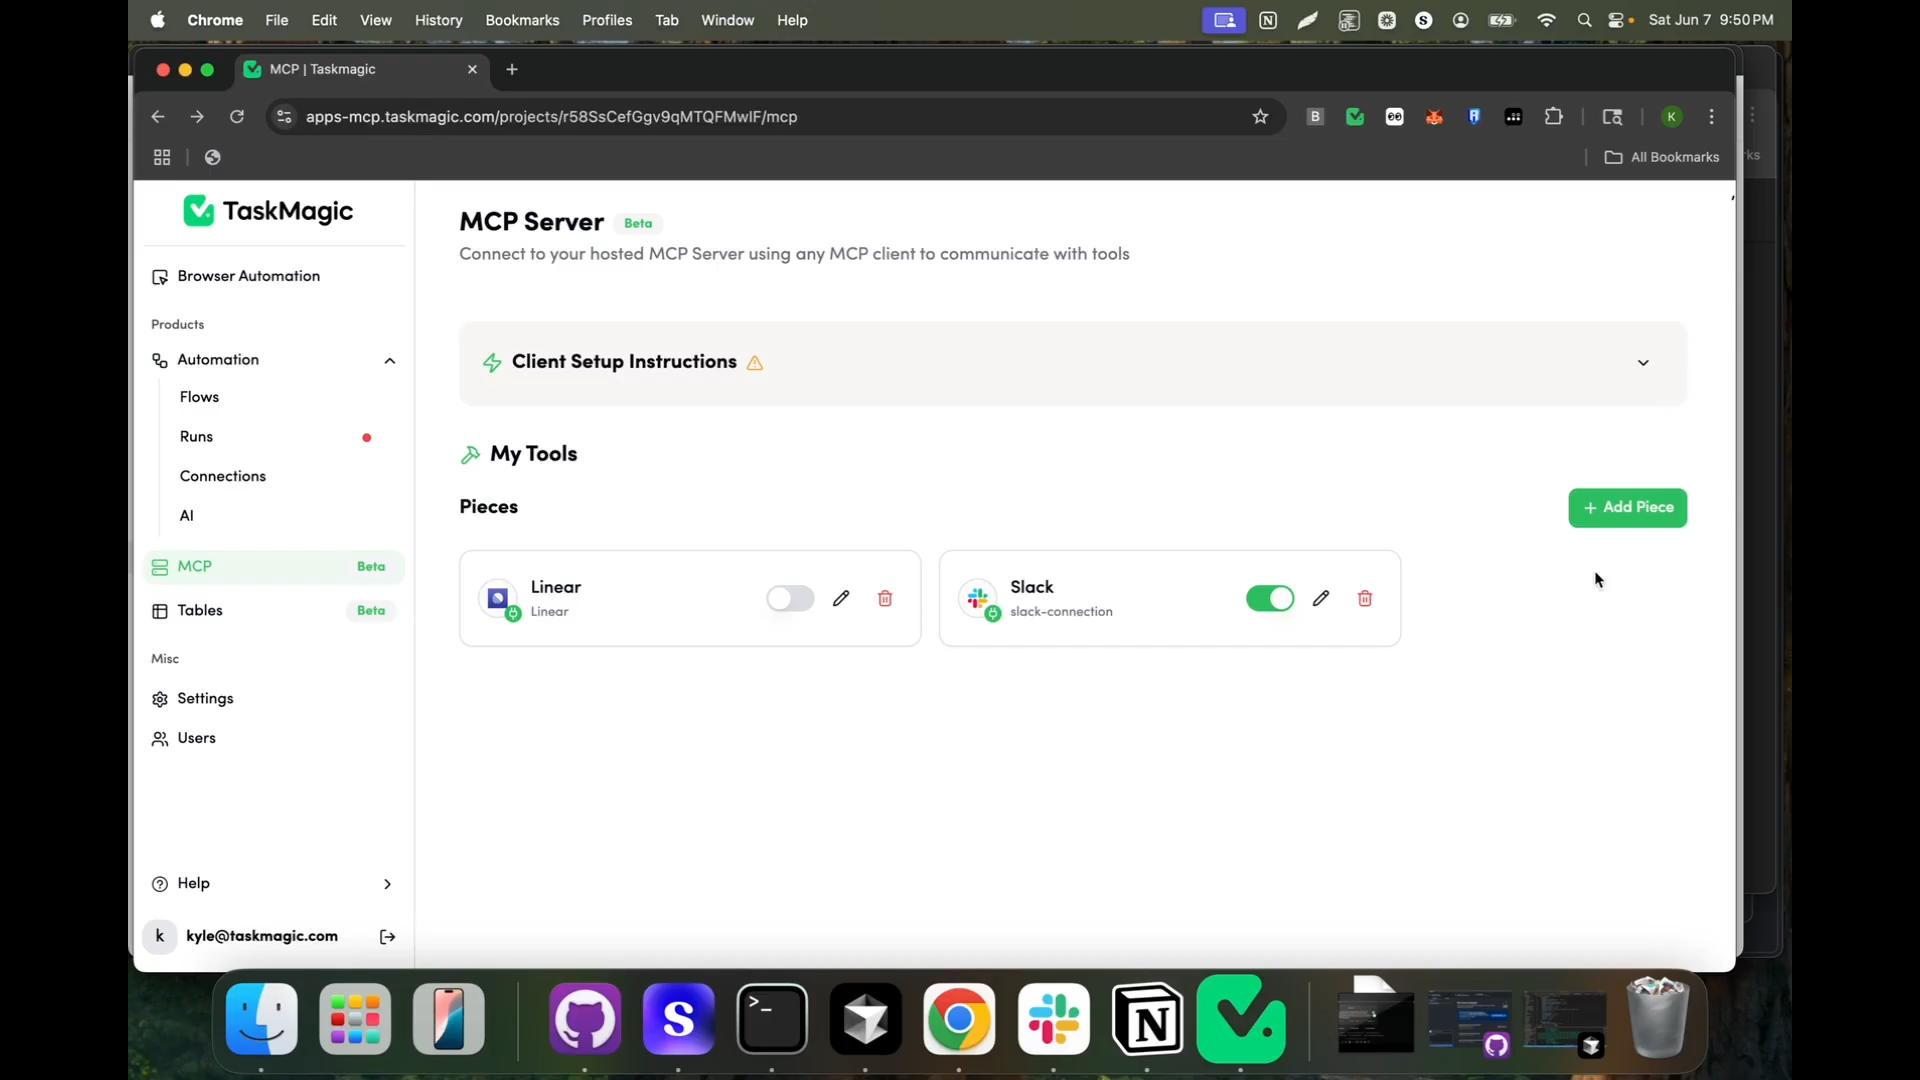 Chrome File Edit View History Bookmarks Profiles Tab Window Help
Sat Jun 7 9:50 PM
MCP | Taskmagic
apps-mcp.taskmagic.com/projects/r58SsCefGgv9qMTQFMwIF/mcp
All Bookmarks
TaskMagic
Browser Automation
Products
Automation
Flows
Runs
Connections
AI
MCP Beta
Tables Beta
Misc
Settings
Users
Help
k kyle@taskmagic.com
MCP Server Beta
Connect to your hosted MCP Server using any MCP client to communicate with tools
Client Setup Instructions
My Tools
Pieces
+ Add Piece
Linear
Linear
Slack
slack-connection